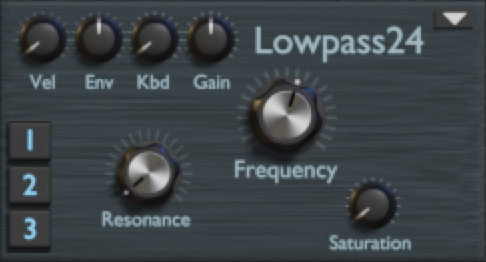 Lowpass24
Vel Env Kbd Gain
Frequency
1
2
3
Resonance
Saturation